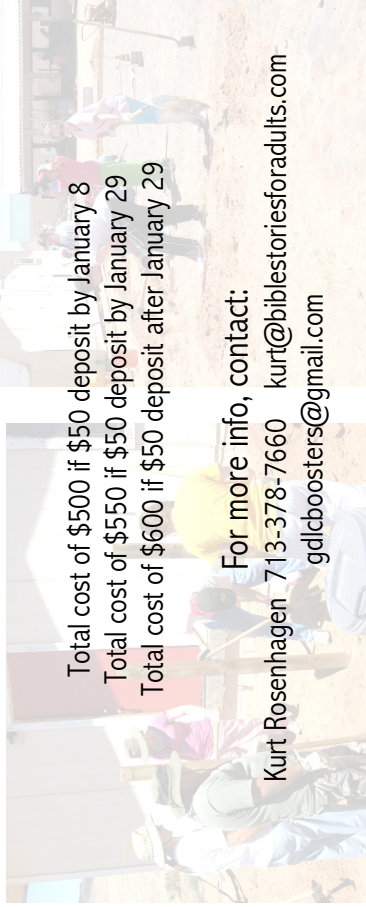 Total cost of $500 if $50 deposit by January 8
Total cost of $550 if $50 deposit by January 29
Total cost of $600 if $50 deposit after January 29
For more info, contact:
Kurt Rosenhagen 713-378-7660 kurt@biblestoriesforadults.com
gdlcboosters@gmail.com